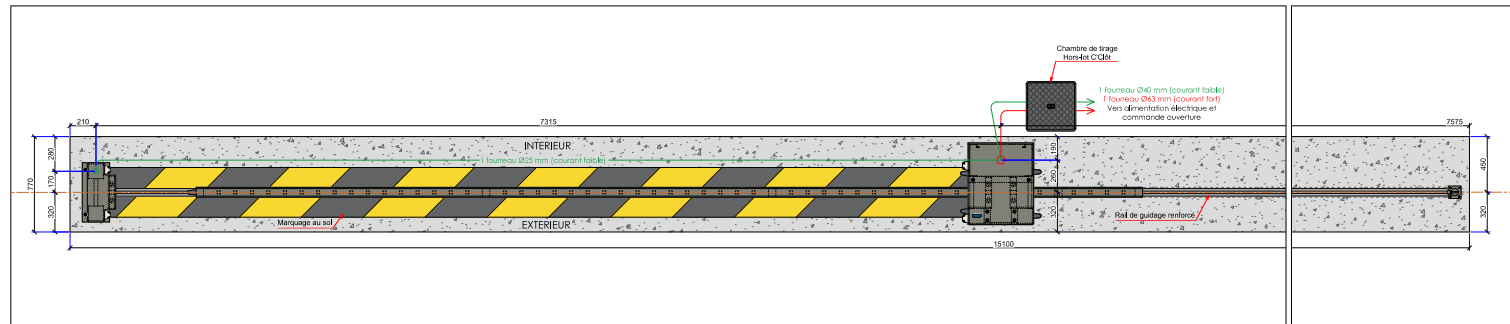 Chambre de tirage
Hors-lot C'Clôt
1 fourreau Ø40 mm (courant faible)
1 fourreau Ø63 mm (courant fort)
Vers alimentation électrique et
commande ouverture
210
7315
7575
INTERIEUR
1 fourreau Ø25 mm (courant faible)
280
190
450
770
170
260
320
320
320
Marquage au sol
EXTERIEUR
Rail de guidage renforcé
15100